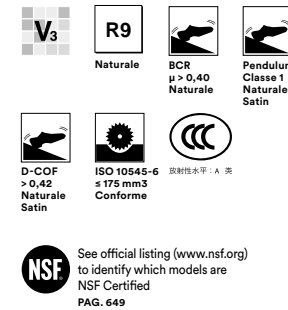 V3
R9
Naturale
BCR
μ > 0,40
Naturale
Pendulum
Classe 1
Naturale
Satin
D-COF
> 0,42
Naturale
Satin
ISO 10545-6
≤ 175 mm3
Conforme
CCC
放射性水平：A 类
NSF
See official listing (www.nsf.org)
to identify which models are
NSF Certified
PAG. 649